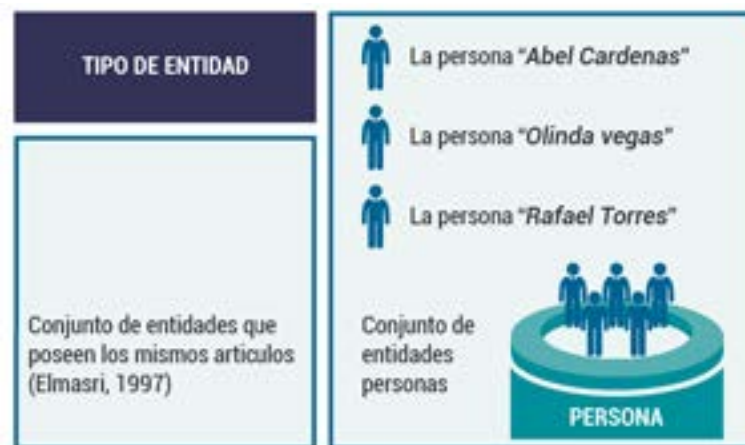 TIPO DE ENTIDAD
Conjunto de entidades que
poseen los mismos articulos
(Elmasri, 1997)
La persona "Abel Cardenas"
La persona "Olinda vegas"
La persona "Rafael Torres"
Conjunto de
entidades
personas
PERSONA